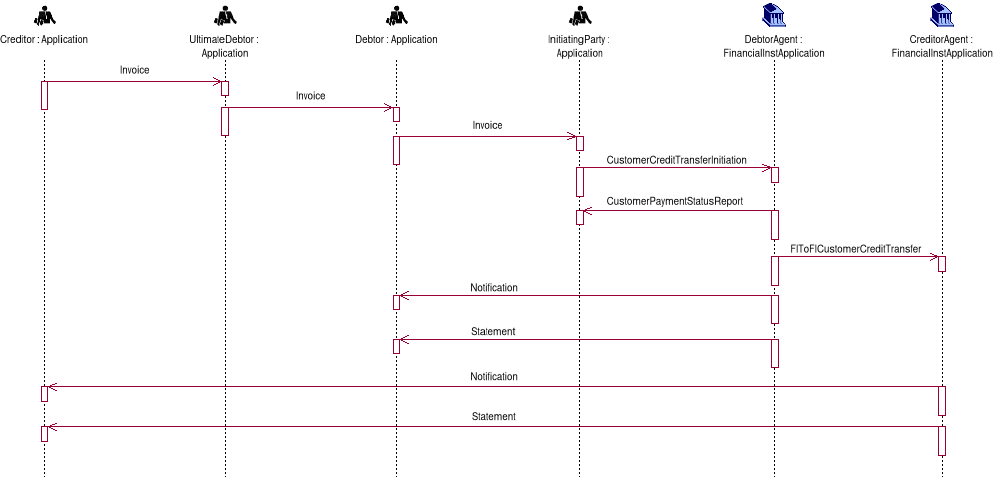 Creditor : Application
UltimateDebtor :
Application
Debtor : Application
InitiatingParty :
Application
DebtorAgent :
FinancialInstApplication
CreditorAgent :
FinancialInstApplication
Invoice
Invoice
Invoice
CustomerCreditTransferInitiation
CustomerPaymentStatusReport
FIToFICustomerCreditTransfer
Notification
Statement
Notification
Statement